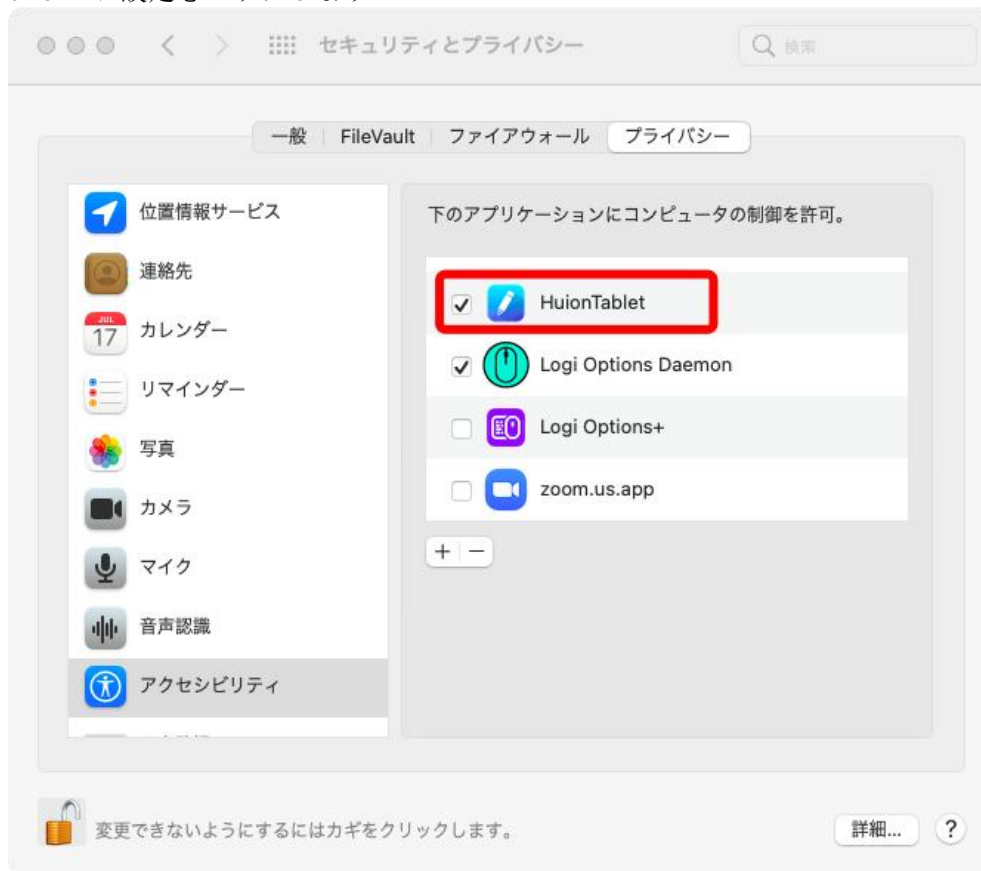 セキュリティとプライバシー
検索
一般
FileVault
ファイアウォール
プライバシー
位置情報サービス
連絡先
JUL
17
カレンダー
リマインダー
写真
カメラ
マイク
音声認識
アクセシビリティ
下のアプリケーションにコンピュータの制御を許可。
HuionTablet
Logi Options Daemon
Logi Options+
zoom.us.app
+ −
変更できないようにするにはカギをクリックします。
詳細...
?